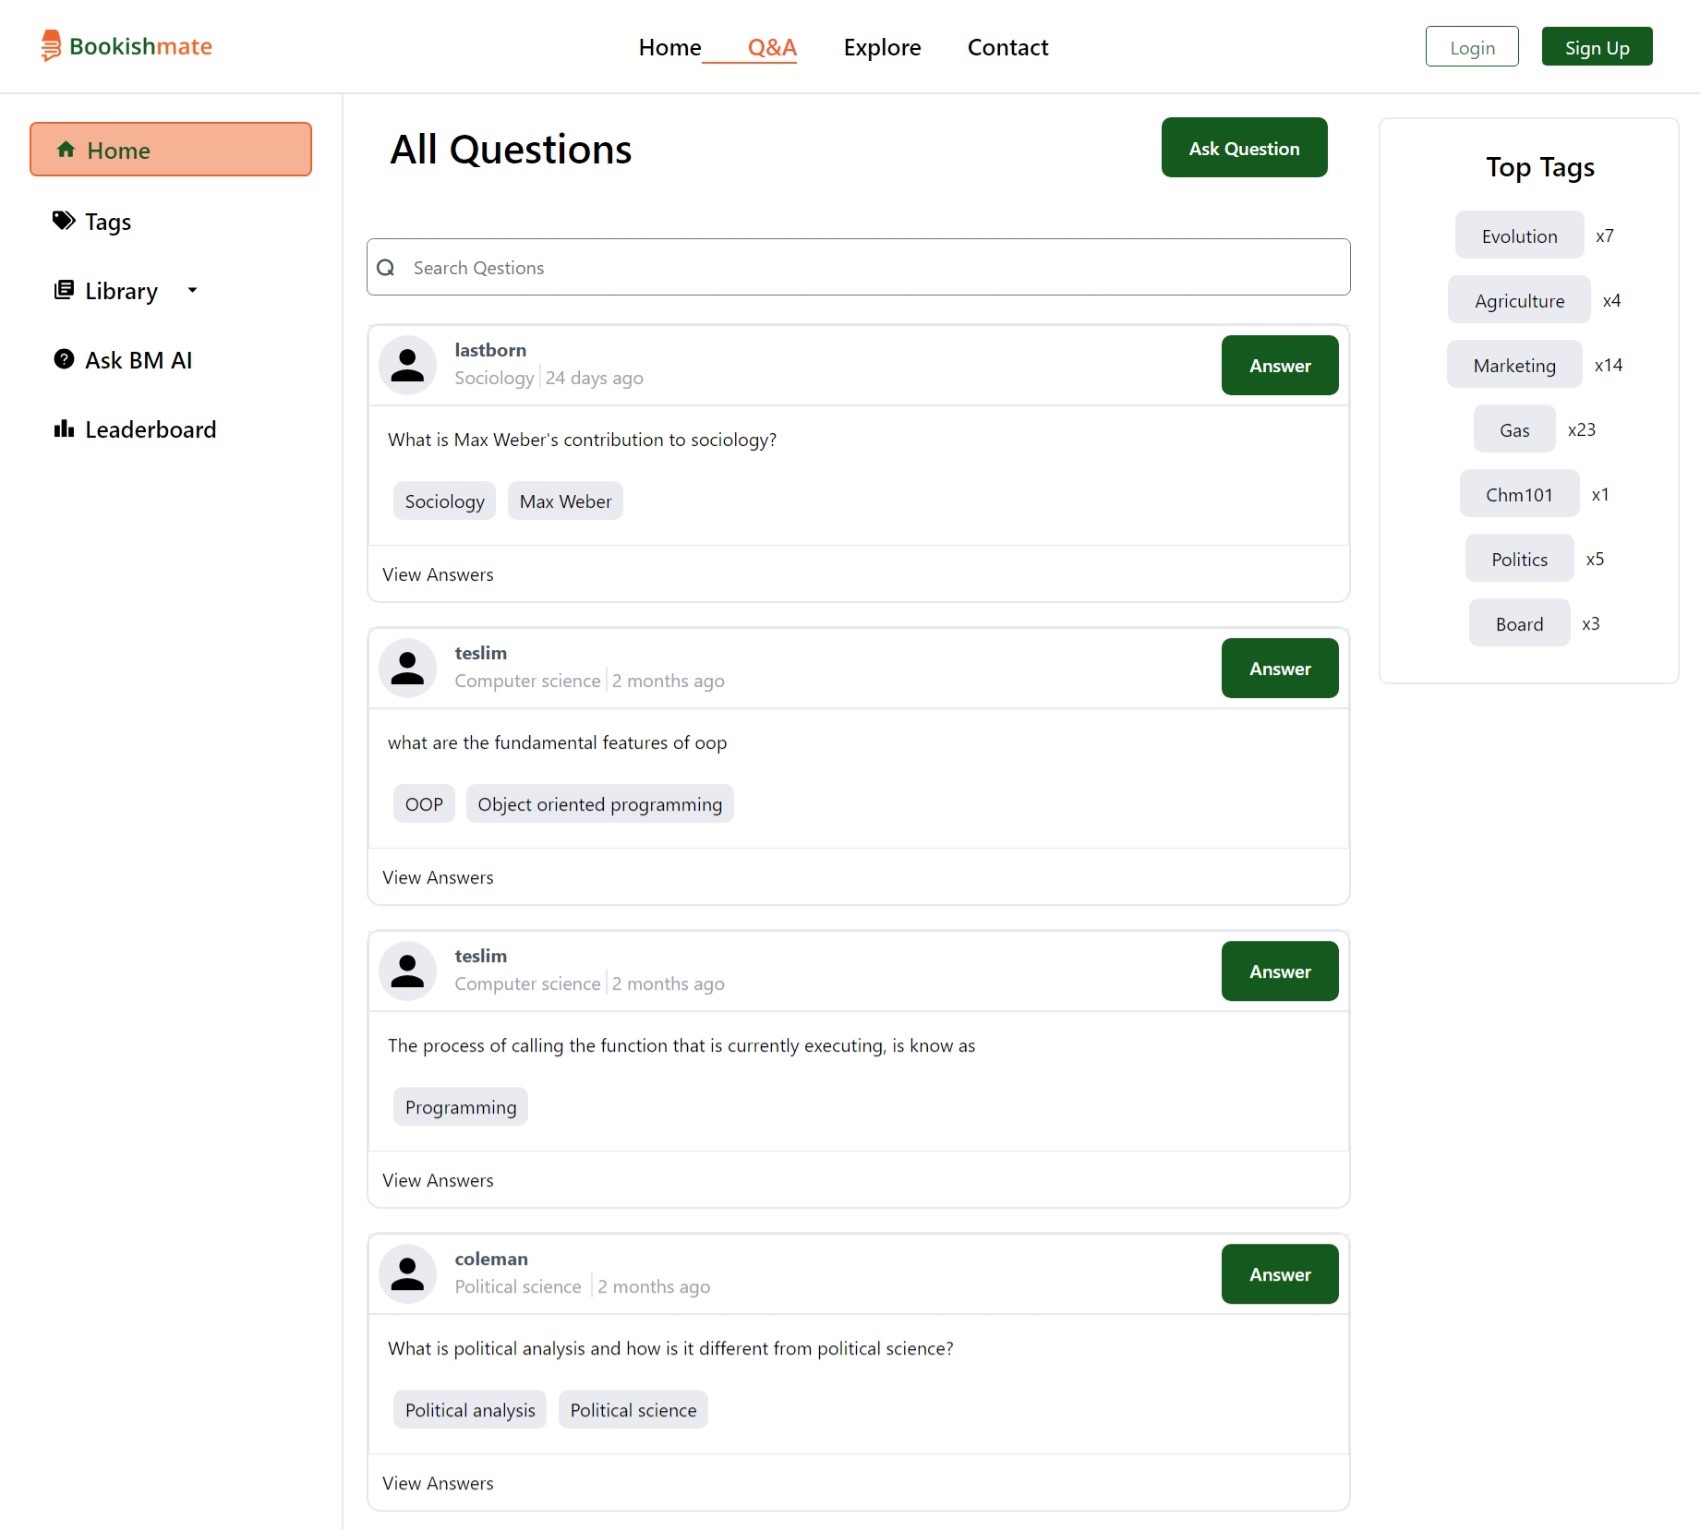 Bookishmate
Home Q&A Explore Contact
Login Sign Up
Home
Tags
Library
Ask BM AI
Leaderboard
All Questions
Ask Question
Search Qestions
lastborn
Sociology 24 days ago
Answer
What is Max Weber's contribution to sociology?
Sociology Max Weber
View Answers
teslim
Computer science 2 months ago
Answer
what are the fundamental features of oop
OOP Object oriented programming
View Answers
teslim
Computer science 2 months ago
Answer
The process of calling the function that is currently executing, is know as
Programming
View Answers
coleman
Political science 2 months ago
Answer
What is political analysis and how is it different from political science?
Political analysis Political science
View Answers
Top Tags
Evolution x7
Agriculture x4
Marketing x14
Gas x23
Chm101 x1
Politics x5
Board x3